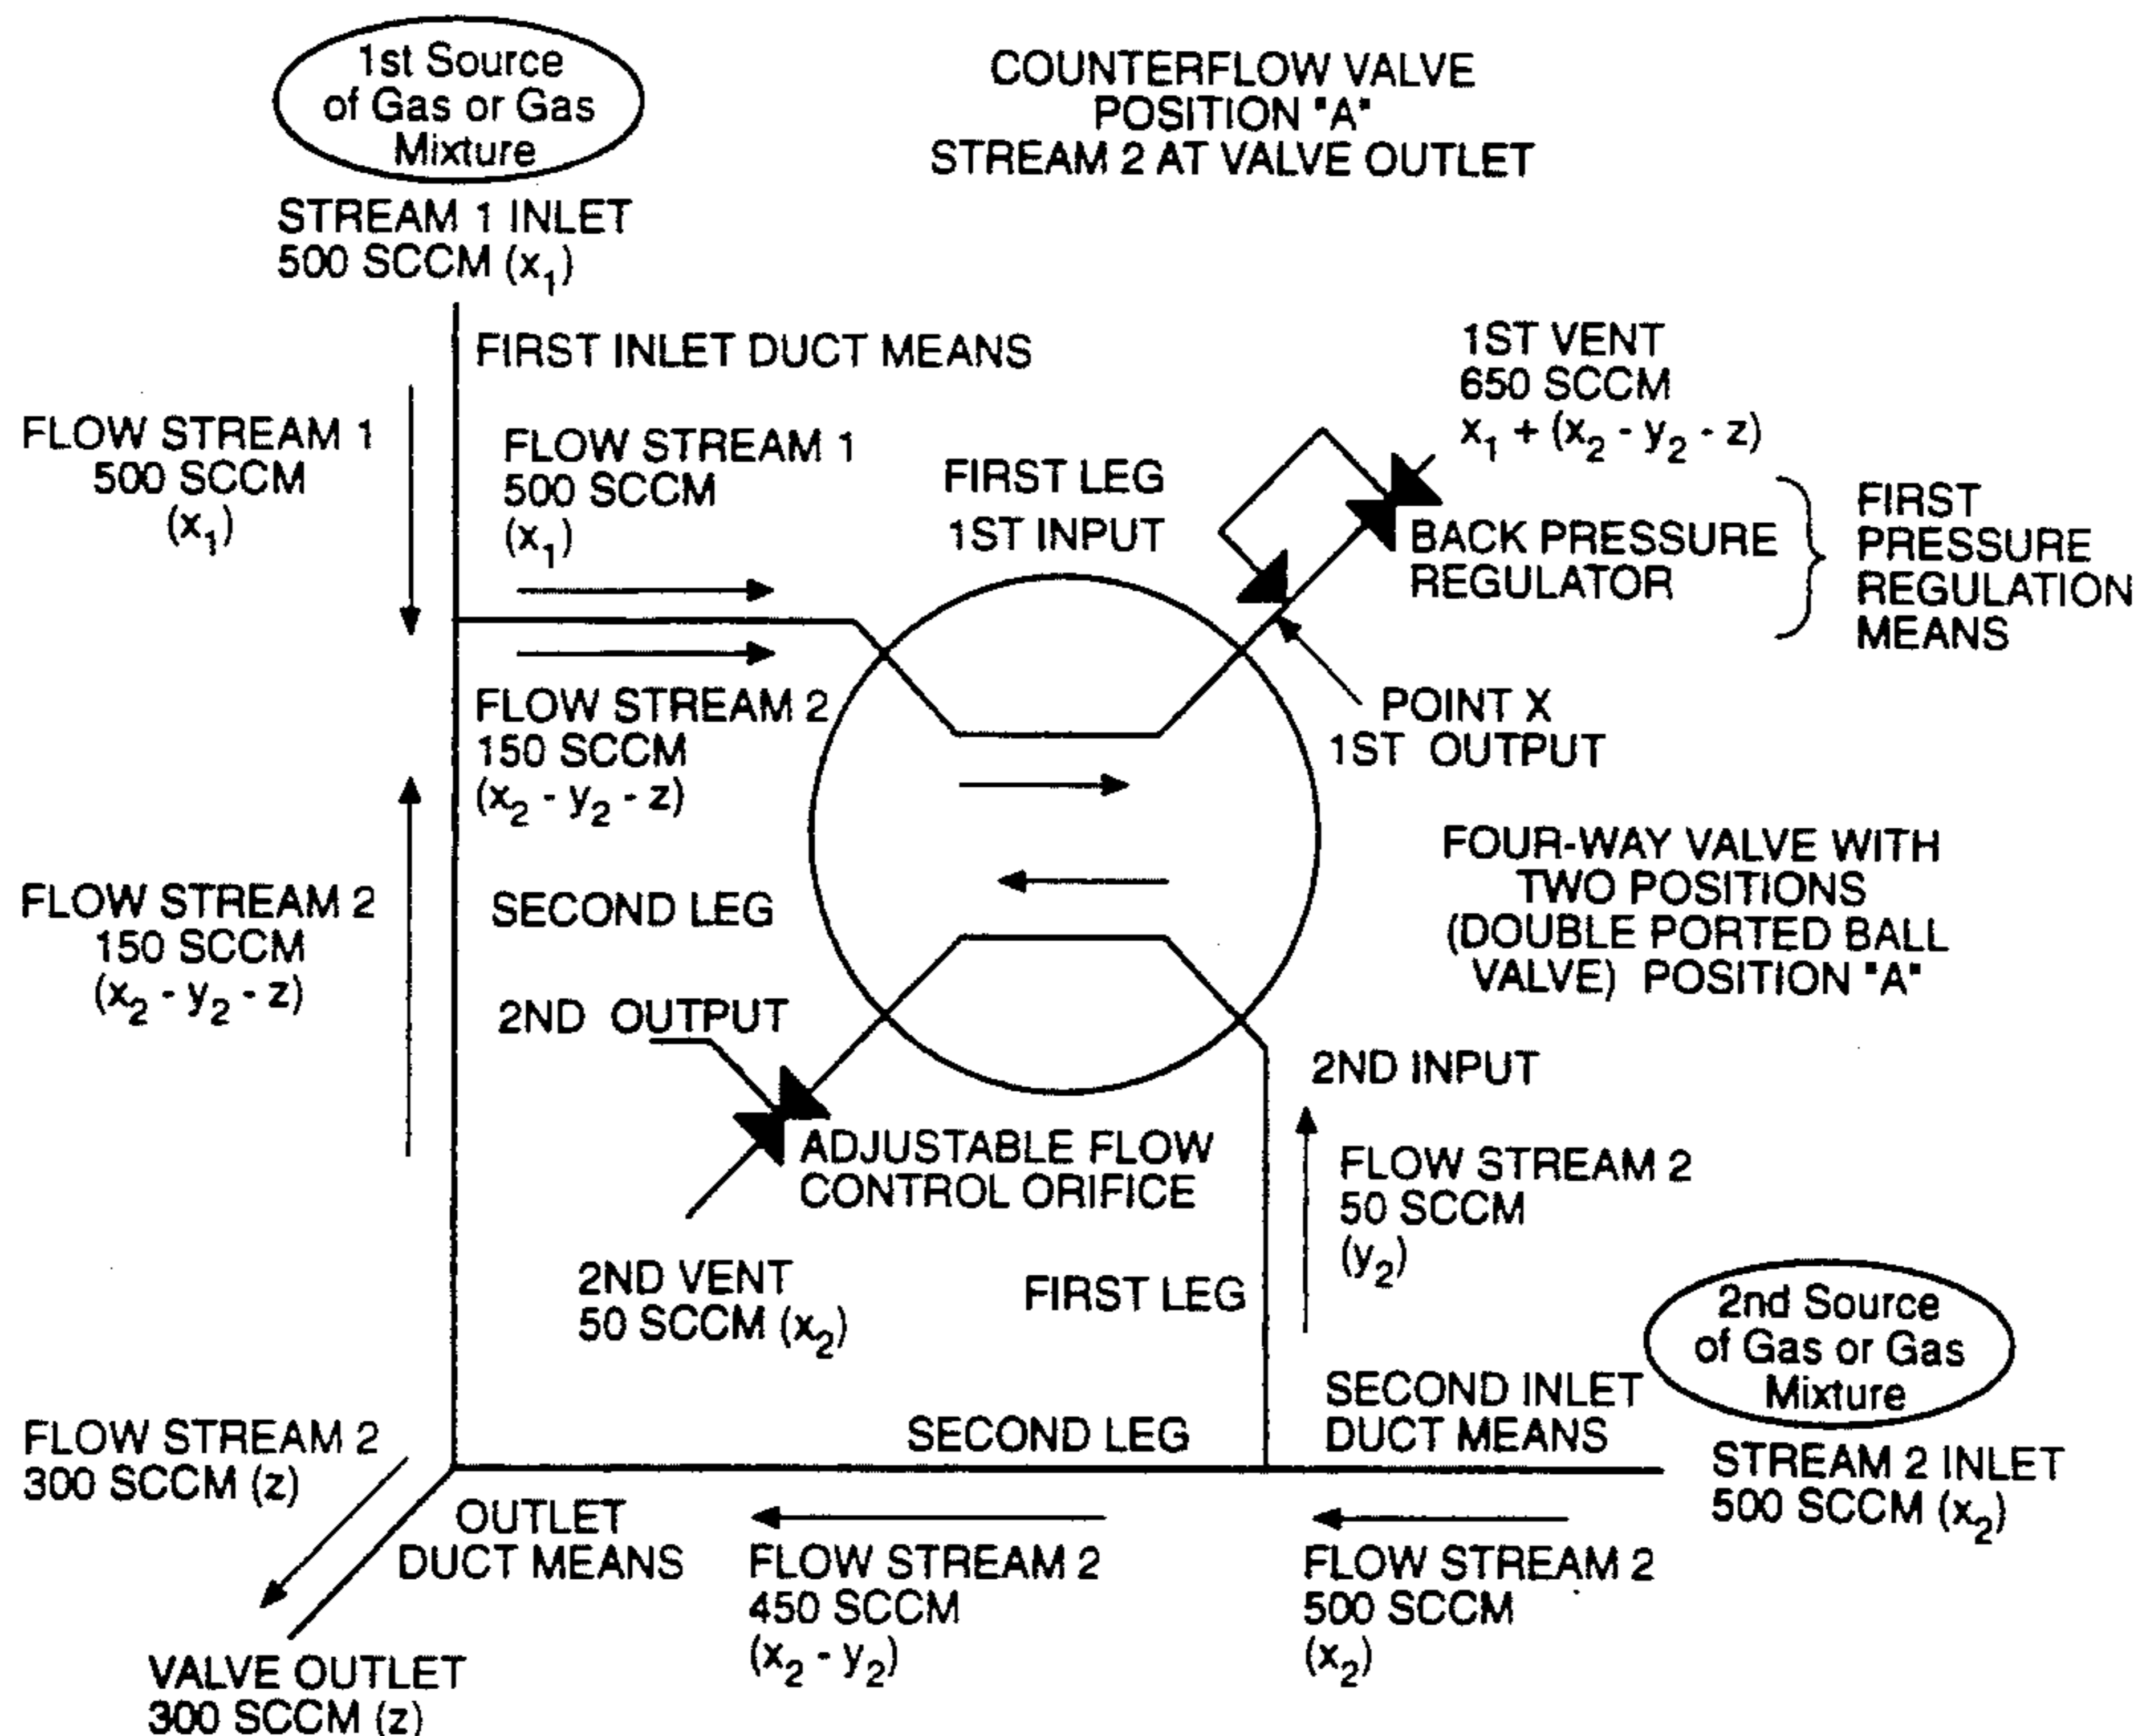 1st Source
of Gas or Gas
Mixture
STREAM 1 INLET
500 SCCM (x₁)
COUNTERFLOW VALVE
POSITION "A"
STREAM 2 AT VALVE OUTLET
FIRST INLET DUCT MEANS
FLOW STREAM 1
500 SCCM
(x₁)
FLOW STREAM 1
500 SCCM
(x₁)
FIRST LEG
1ST INPUT
1ST VENT
650 SCCM
x₁ + (x₂ - y₂ - z)
BACK PRESSURE
REGULATOR
FIRST
PRESSURE
REGULATION
MEANS
FLOW STREAM 2
150 SCCM
(x₂ - y₂ - z)
POINT X
1ST OUTPUT
FLOW STREAM 2
150 SCCM
(x₂ - y₂ - z)
SECOND LEG
FOUR-WAY VALVE WITH
TWO POSITIONS
(DOUBLE PORTED BALL
VALVE) POSITION "A"
2ND OUTPUT
2ND INPUT
ADJUSTABLE FLOW
CONTROL ORIFICE
FLOW STREAM 2
50 SCCM
(y₂)
2ND VENT
50 SCCM (x₂)
FIRST LEG
2nd Source
of Gas or Gas
Mixture
SECOND INLET
DUCT MEANS
SECOND LEG
STREAM 2 INLET
500 SCCM (x₂)
FLOW STREAM 2
300 SCCM (z)
OUTLET
DUCT MEANS
FLOW STREAM 2
450 SCCM
(x₂ - y₂)
FLOW STREAM 2
500 SCCM
(x₂)
VALVE OUTLET
300 SCCM (z)